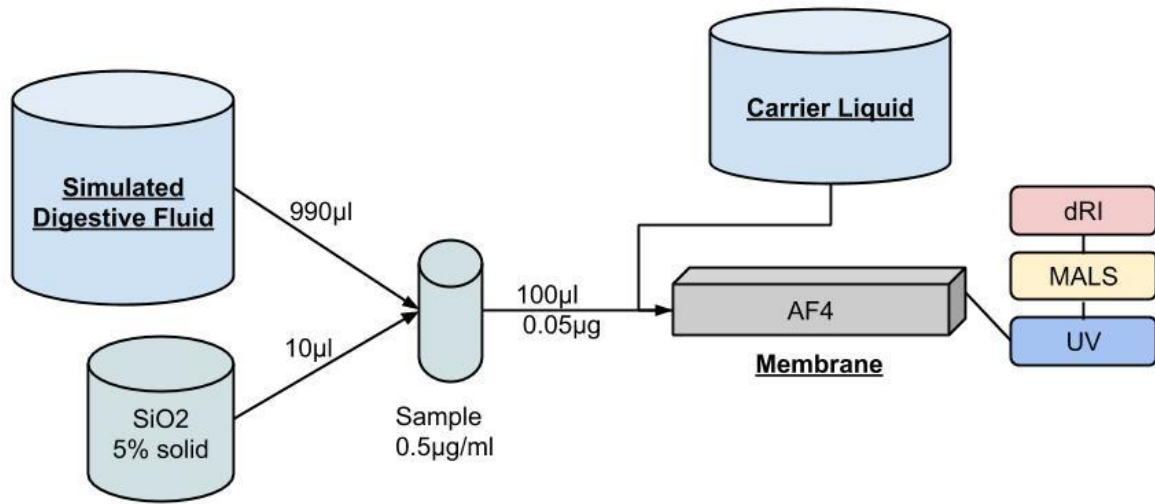 Simulated
Digestive Fluid
990µl
10µl
SiO2
5% solid
Sample
0.5µg/ml
100µl
0.05µg
Carrier Liquid
AF4
Membrane
dRI
MALS
UV